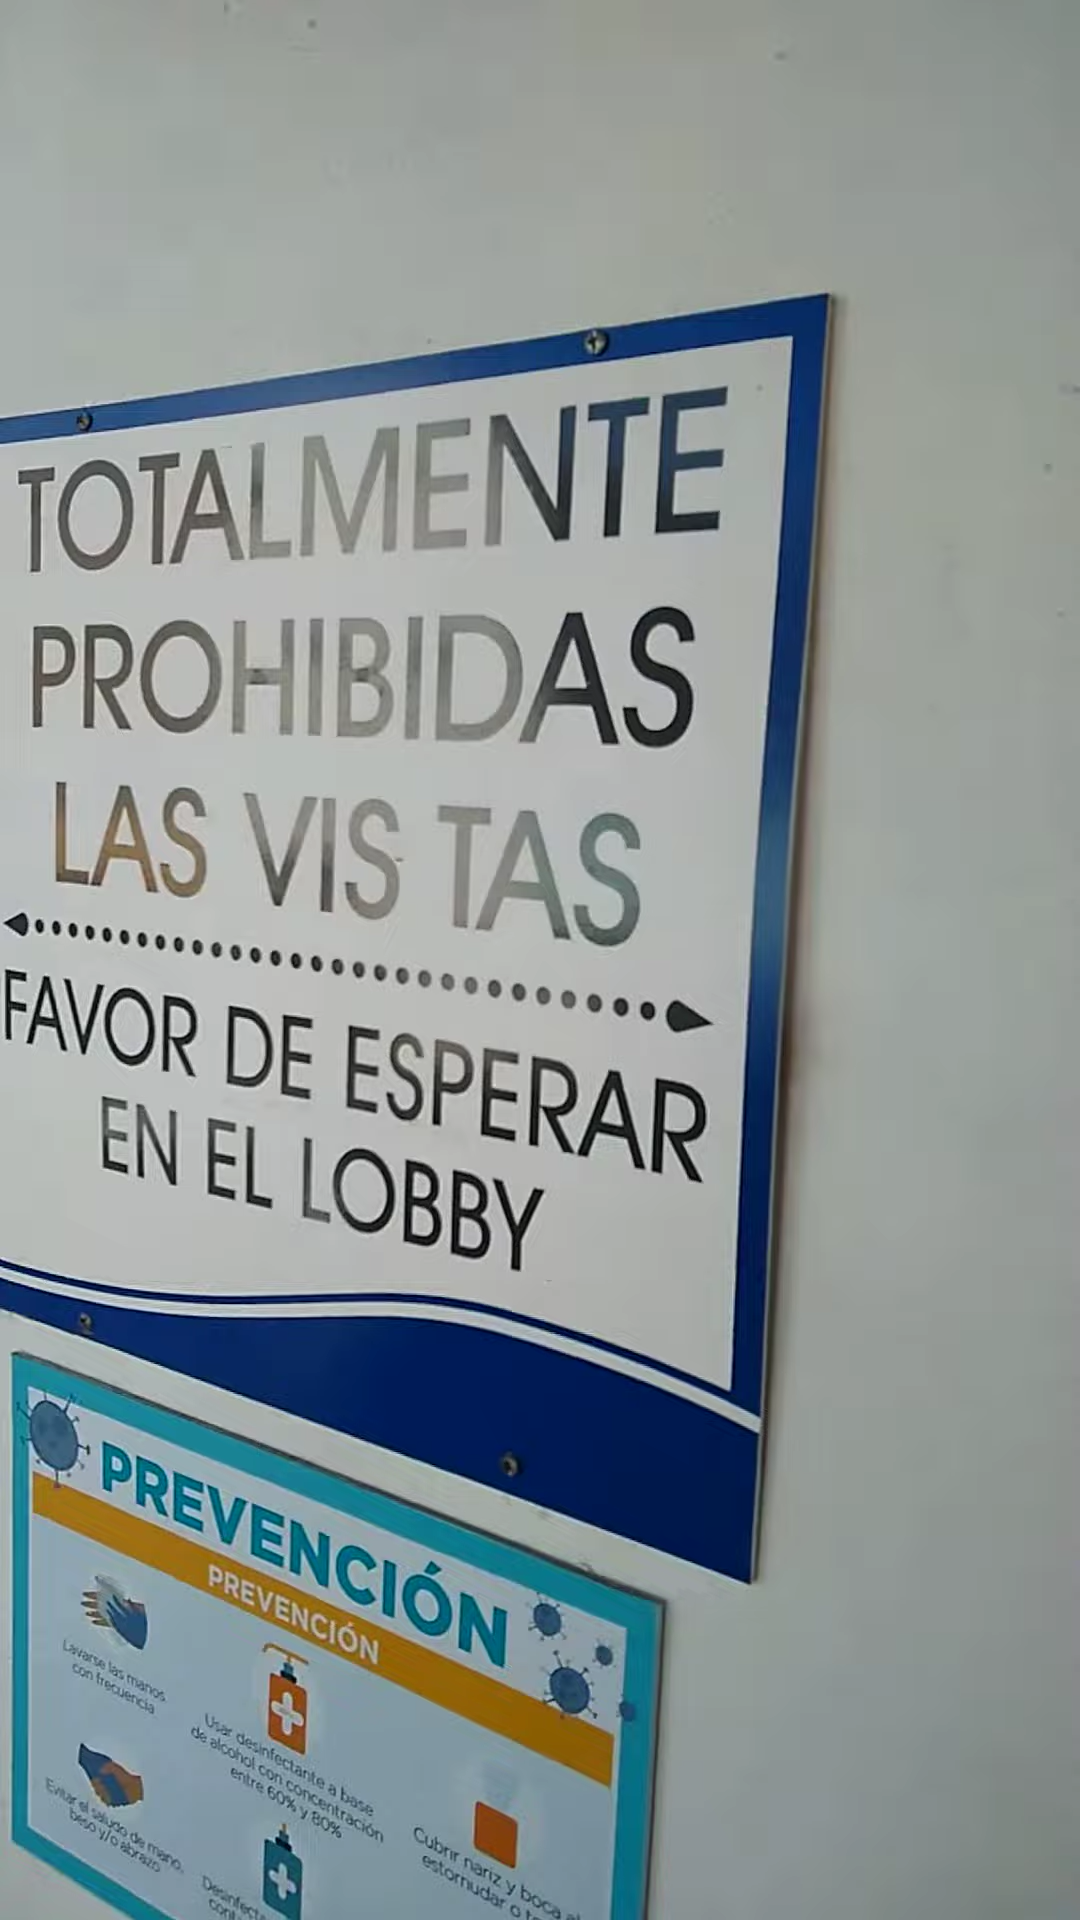 TOTALMENTE
PROHIBIDAS
LAS VIS TAS
FAVOR DE ESPERAR
EN EL LOBBY
PREVENCIÓN
PREVENCIÓN
Lavarse las manos
con frecuencia
Usar desinfectante a base
de alcohol con concentración
entre 60% y 80%
Evitar el saludo de mano,
beso y/o abrazo
Cubrir nariz y boca al
estornudar o